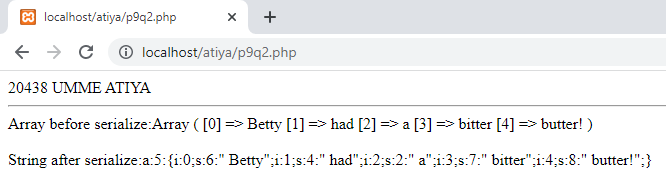 localhost/atiya/p9q2.php
localhost/atiya/p9q2.php
20438 UMME ATIYA
Array before serialize:Array ( [0] => Betty [1] => had [2] => a [3] => bitter [4] => butter! )
String after serialize:a:5:{i:0;s:6:" Betty";i:1;s:4:" had";i:2;s:2:" a";i:3;s:7:" bitter";i:4;s:8:" butter!";}